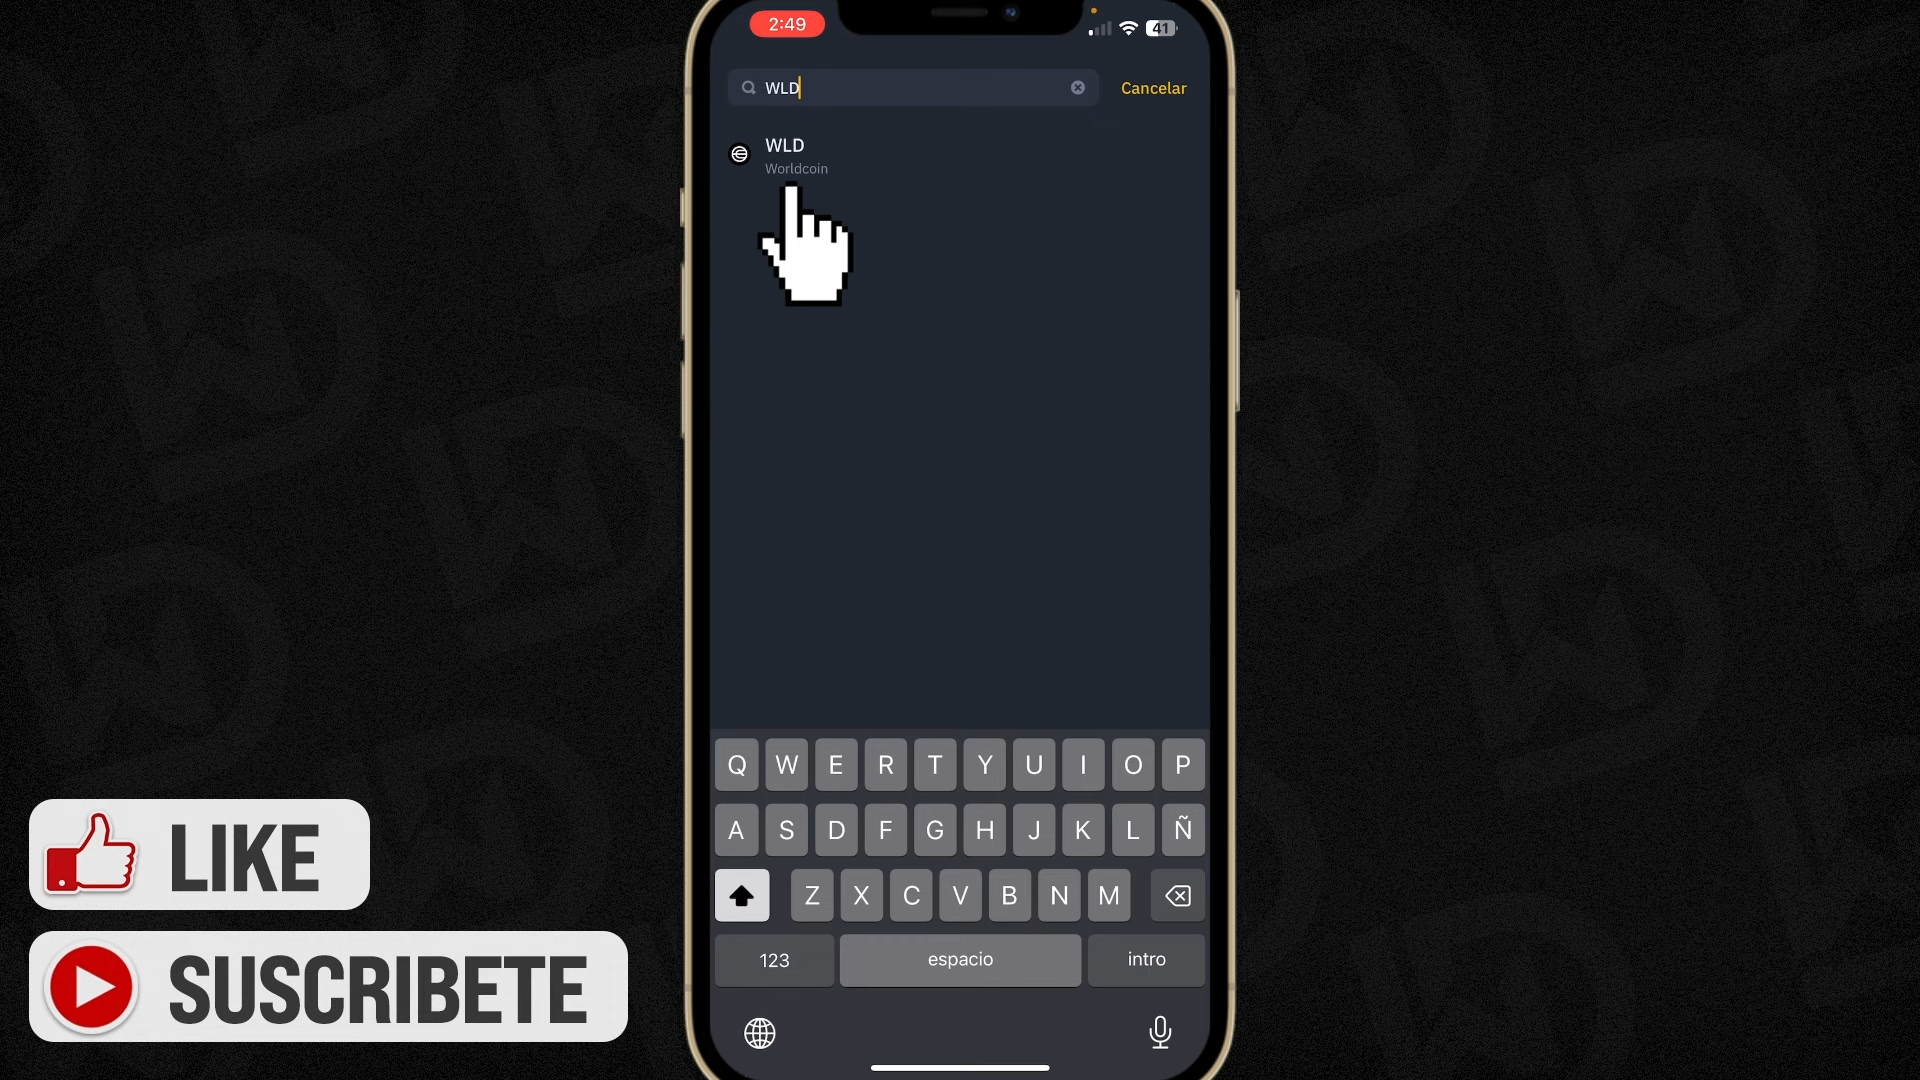 2:49
41
WLD
Cancelar
WLD
Worldcoin
Q W E R T Y U I O P
A S D F G H J K L Ñ
Z X C V B N M
123 espacio intro
LIKE
SUSCRIBETE